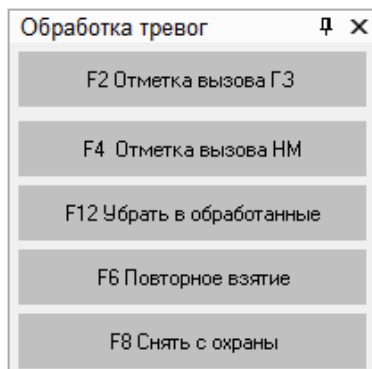 Обработка тревог
F2 Отметка вызова ГЗ
F4 Отметка вызова НМ
F12 Убрать в обработанные
F6 Повторное взятие
F8 Снять с охраны